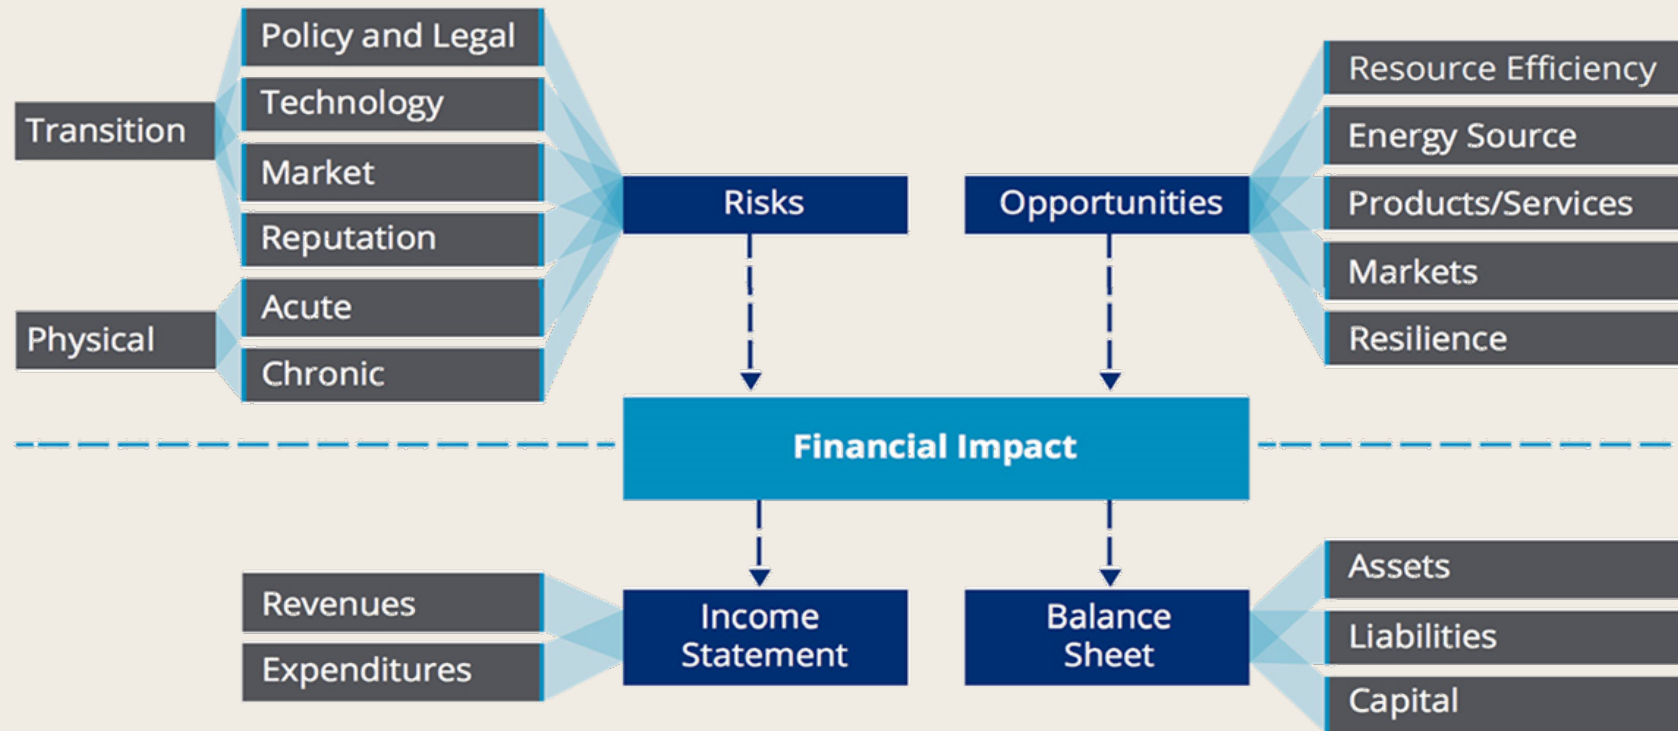 Transition
Physical
Policy and Legal
Technology
Market
Reputation
Acute
Chronic
Risks
Opportunities
Resource Efficiency
Energy Source
Products/Services
Markets
Resilience
Financial Impact
Revenues
Expenditures
Income
Statement
Balance
Sheet
Assets
Liabilities
Capital